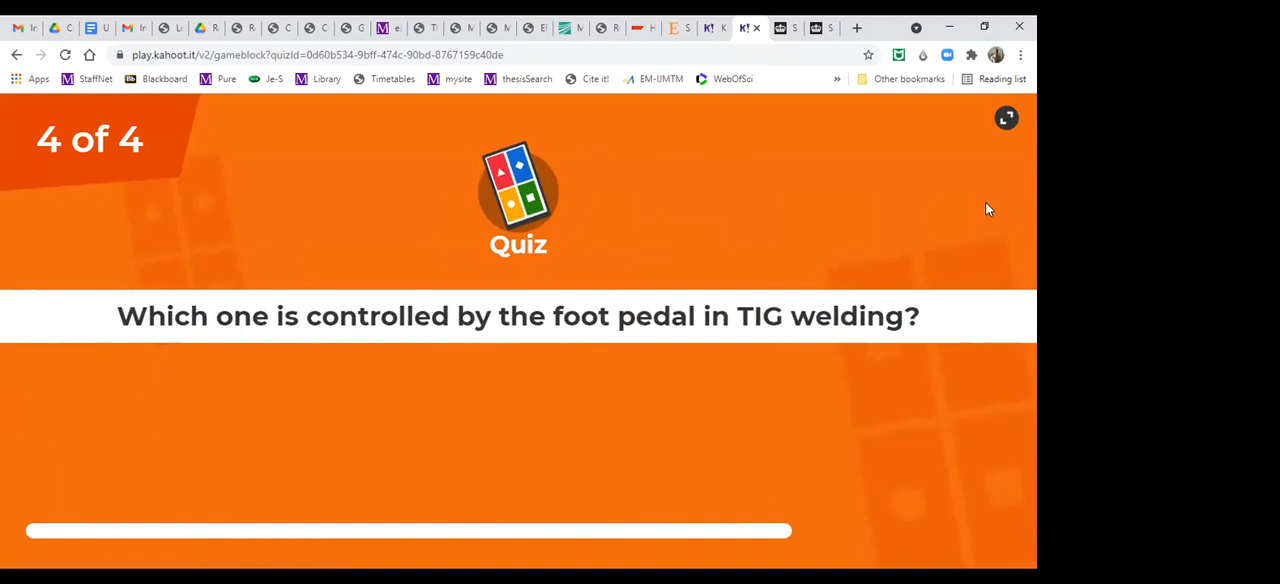 play.kahoot.it/v2/gameblock?quizId=0d60b534-9bff-474c-90bd-8767159c40de
Apps StaffNet Blackboard Pure Je-S Library Timetables mysite thesisSearch Cite it! EM-IJMTM WebOfSci » Other bookmarks Reading list
4 of 4
Quiz
Which one is controlled by the foot pedal in TIG welding?